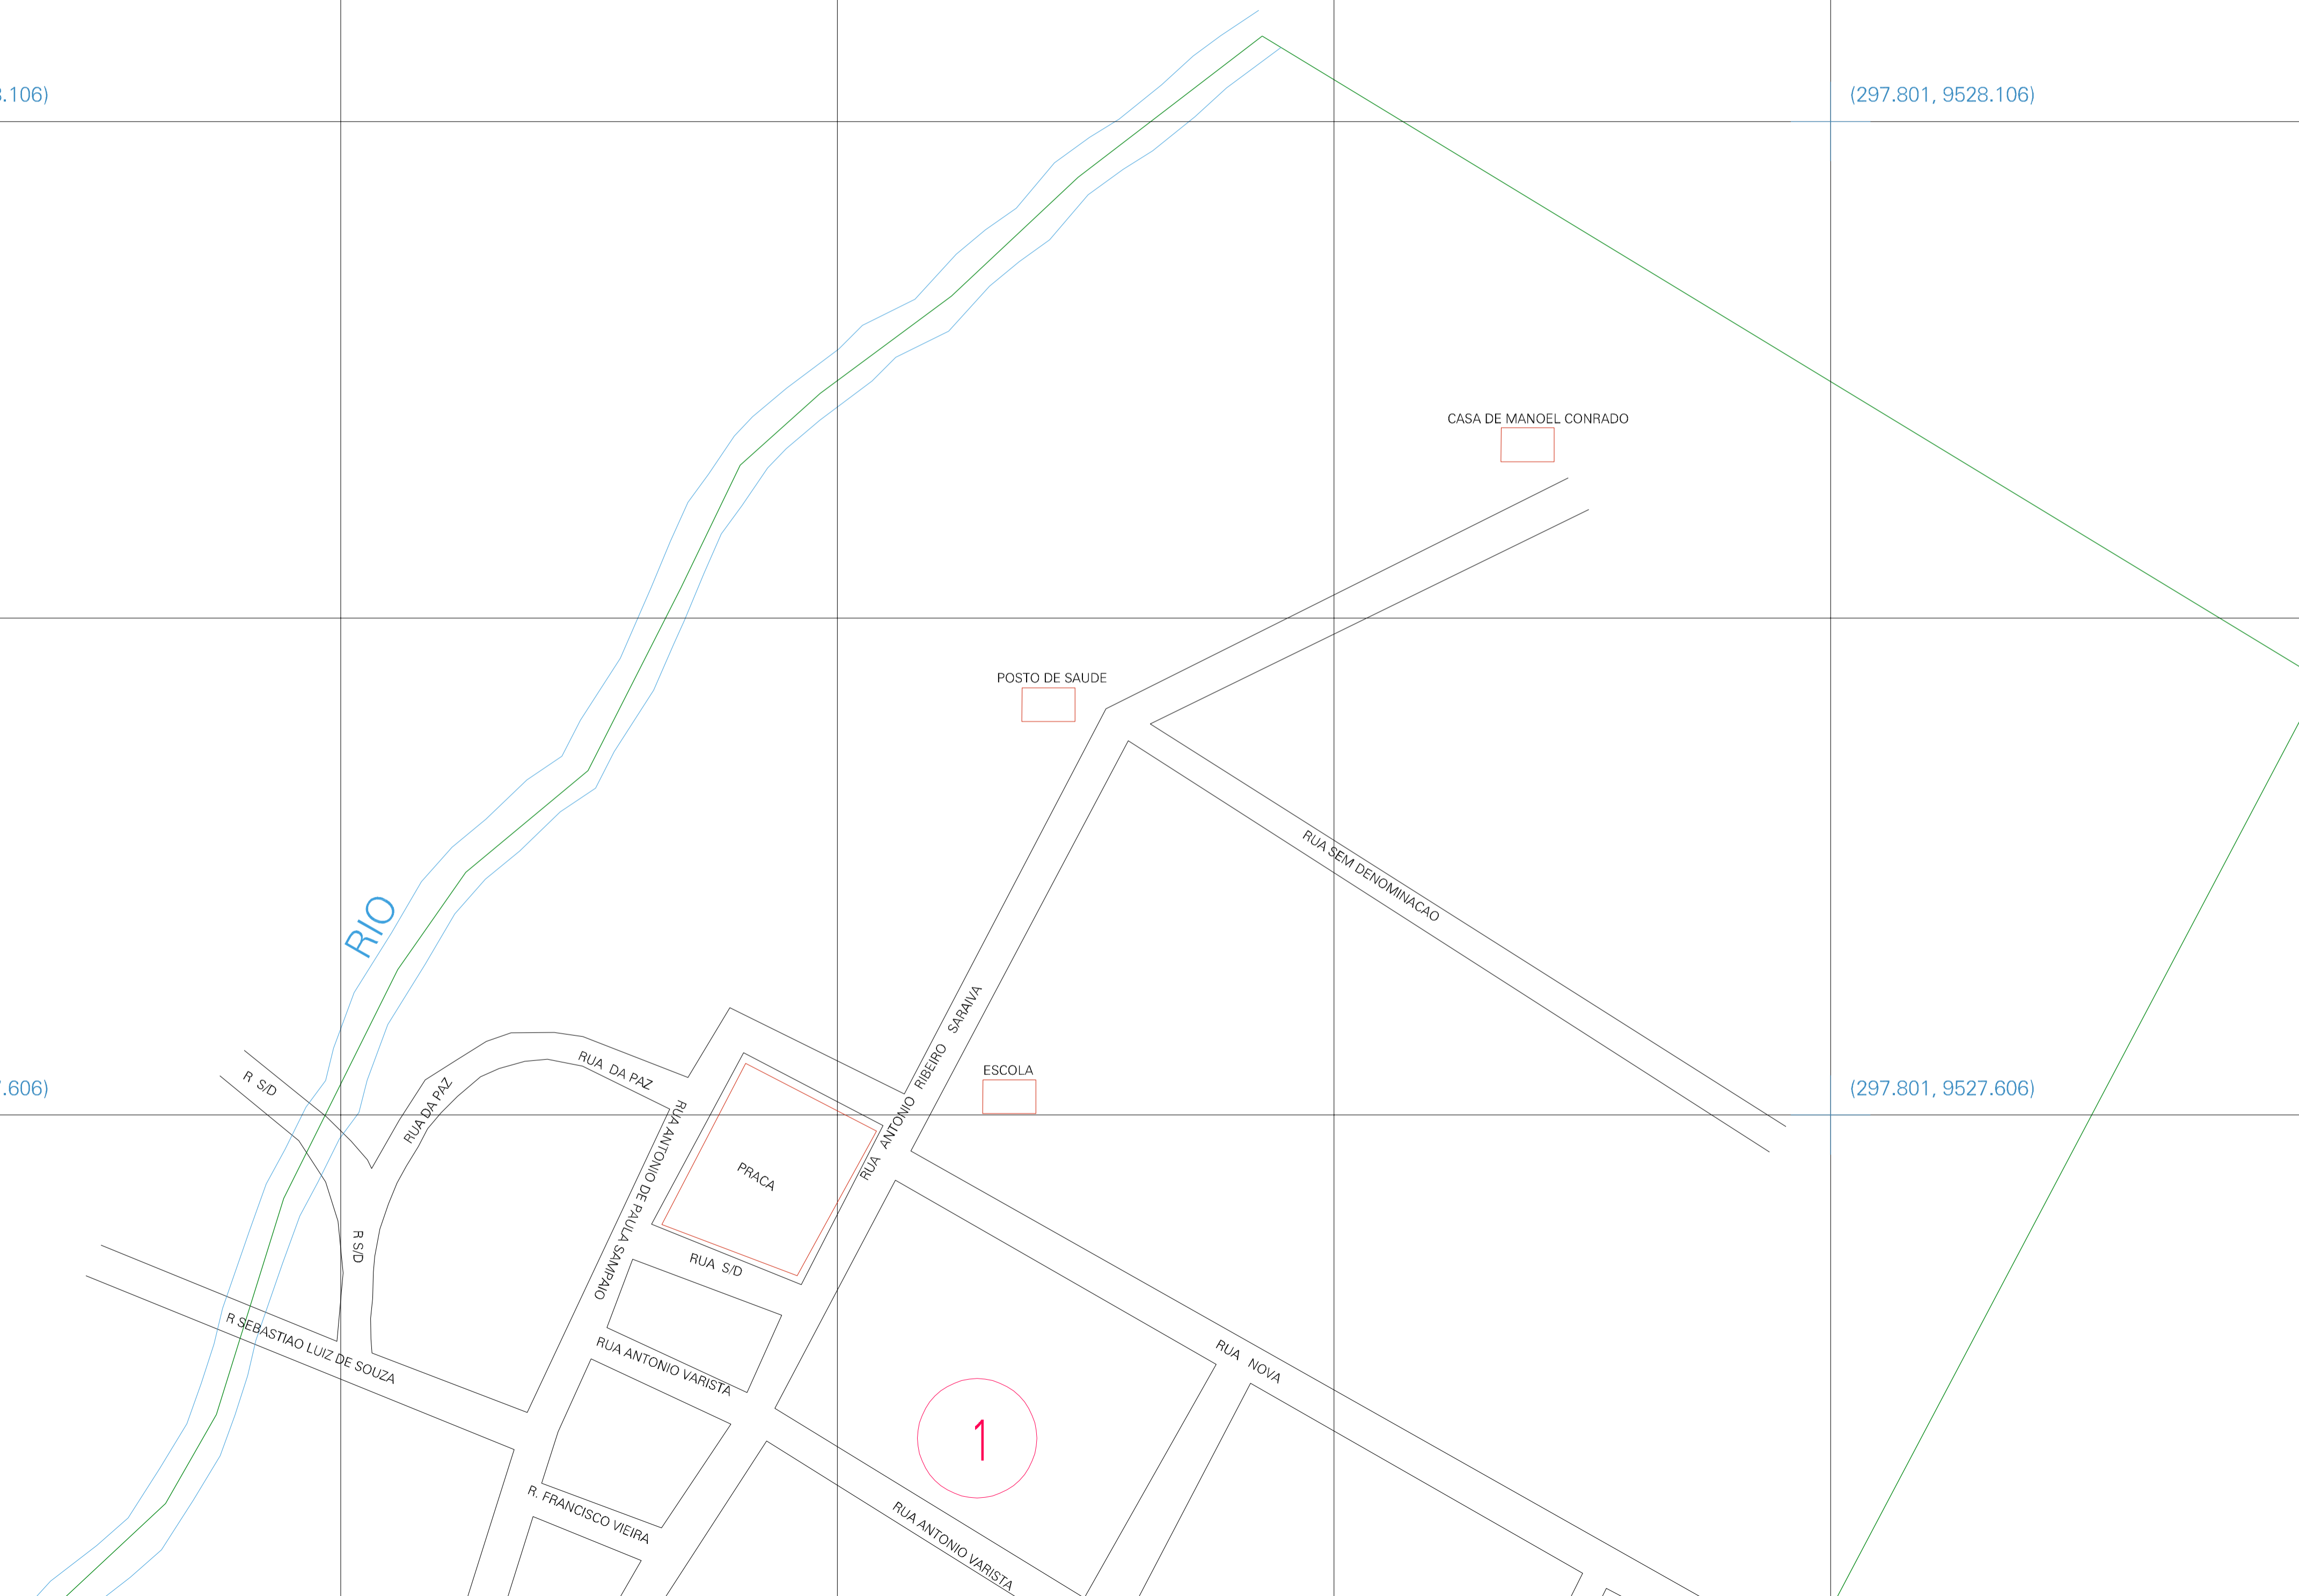 .106)
(297.801, 9528.106)
CASA DE MANOEL CONRADO
POSTO DE SAUDE
RUA SEM DENOMINACAO
RIO
RUA ANTONIO RIBEIRO SARAIVA
RUA DA PAZ
R S/D
RUA DA PAZ
ESCOLA
.606)
(297.801, 9527.606)
RUA ANTONIO DE PAULA SAMPAIO
PRACA
R S/D
RUA S/D
R SEBASTIAO LUIZ DE SOUZA
RUA ANTONIO VARISTA
RUA NOVA
1
R. FRANCISCO VIEIRA
RUA ANTONIO VARISTA